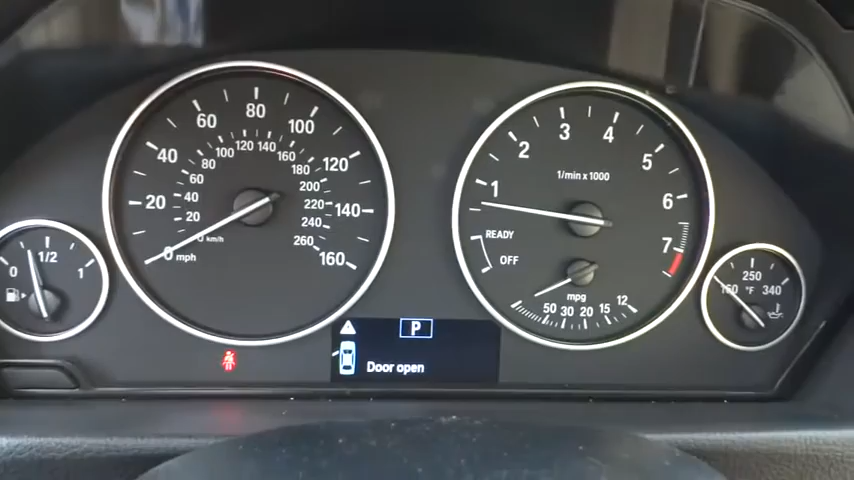 0 1/2 1
0 mph 20 40 60 80 100 120 140 160
0 km/h 20 40 60 80 100 120 140 160 180 200 220 240 260
1 2 3 4 5 6 7
1/min x 1000
READY
OFF
mpg
50 30 20 15 12
150 250 340
°F
P
Door open